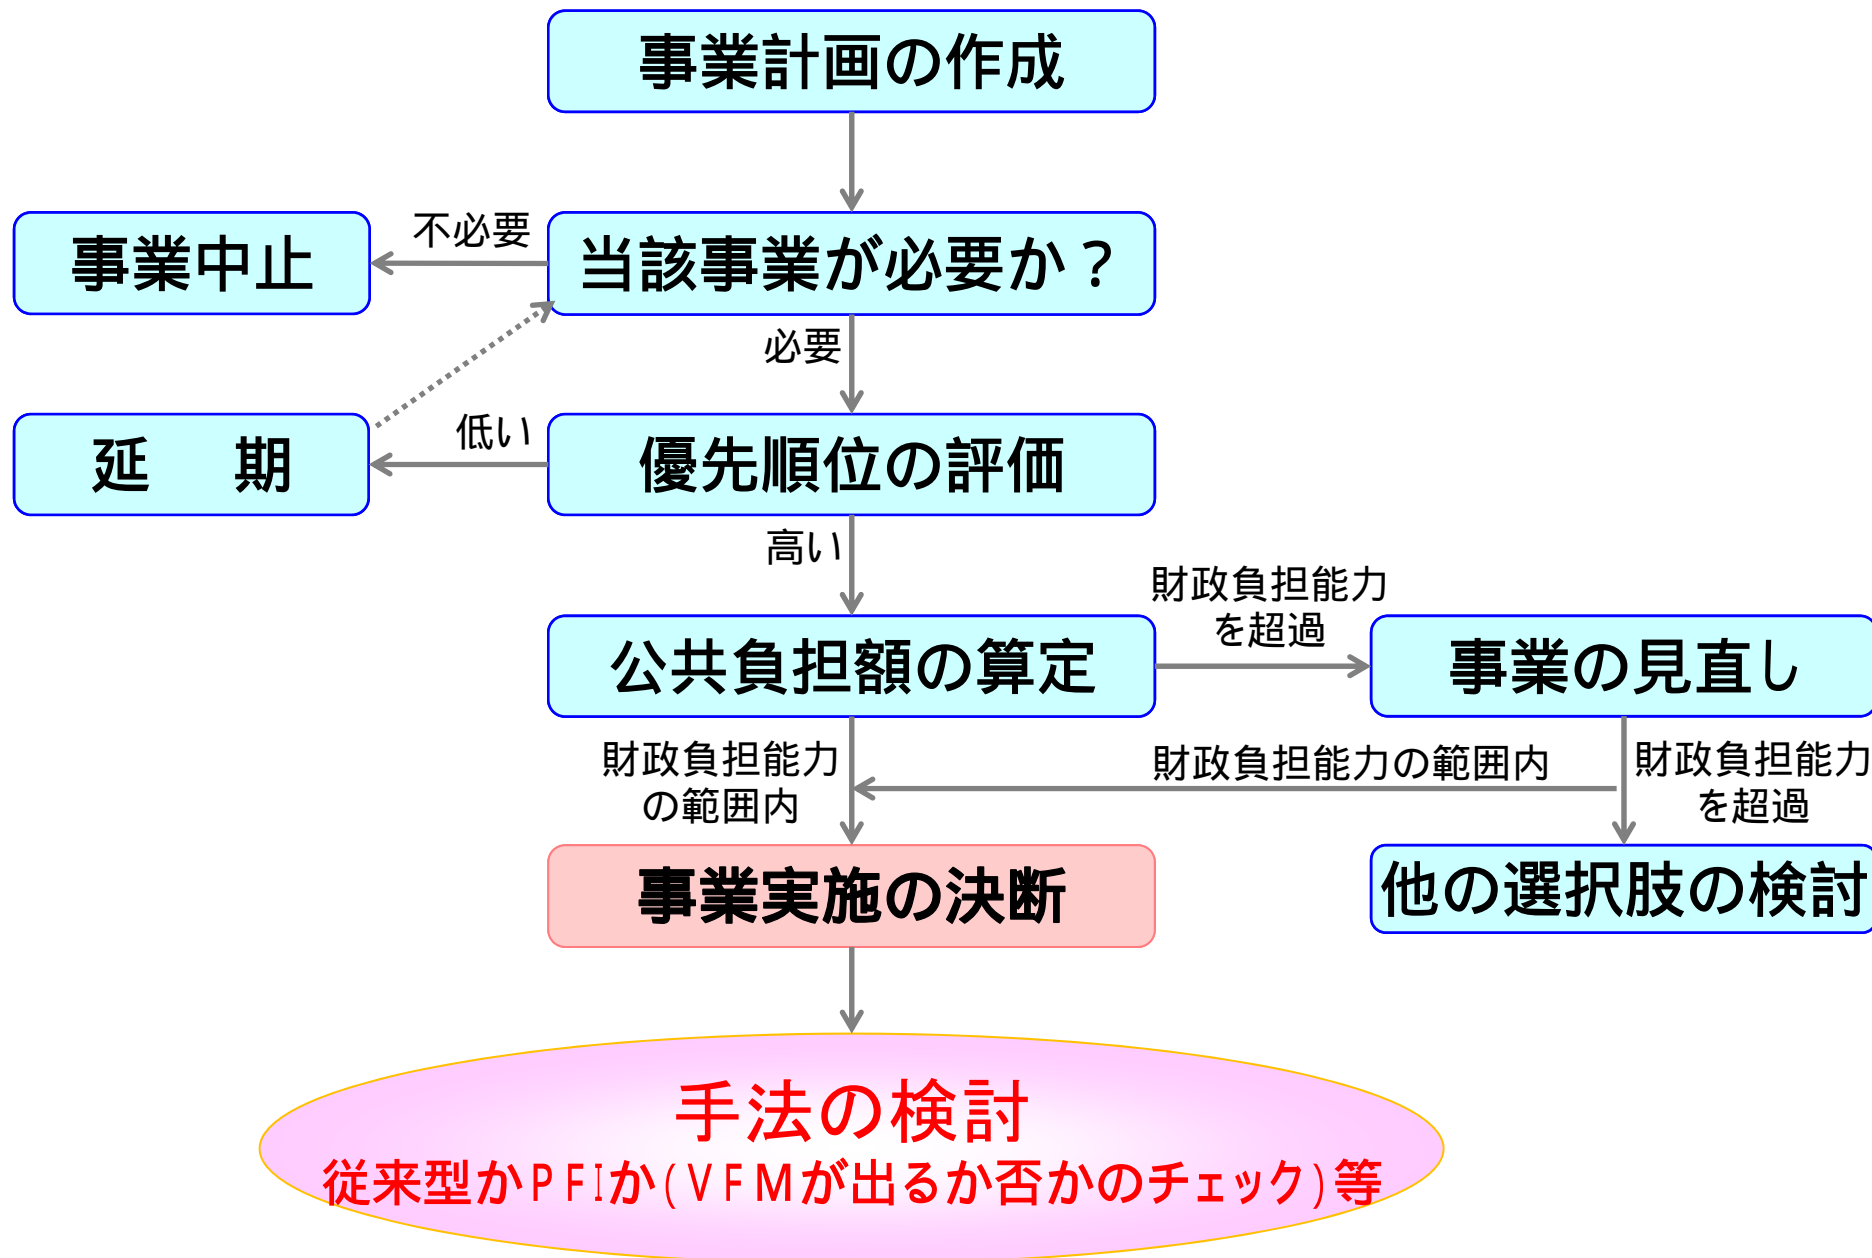 事業計画の作成
不必要
事業中止
当該事業が必要か？
必要
低い
延　期
優先順位の評価
高い
財政負担能力
を超過
公共負担額の算定
事業の見直し
財政負担能力
の範囲内
財政負担能力の範囲内
財政負担能力
を超過
事業実施の決断
他の選択肢の検討
手法の検討
従来型かＰＦＩか(ＶＦＭが出るか否かのチェック)等